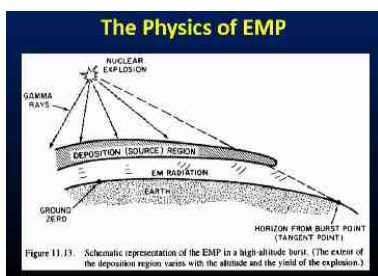 The Physics of EMP
NUCLEAR
EXPLOSION
GAMMA
RAYS
DEPOSITION (SOURCE) REGION
EM RADIATION
EARTH
GROUND
ZERO
HORIZON FROM BURST POINT
(TANGENT POINT)
Figure 11.13. Schematic representation of the EMP in a high-altitude burst. (The extent of
the deposition region varies with the altitude and the yield of the explosion.)